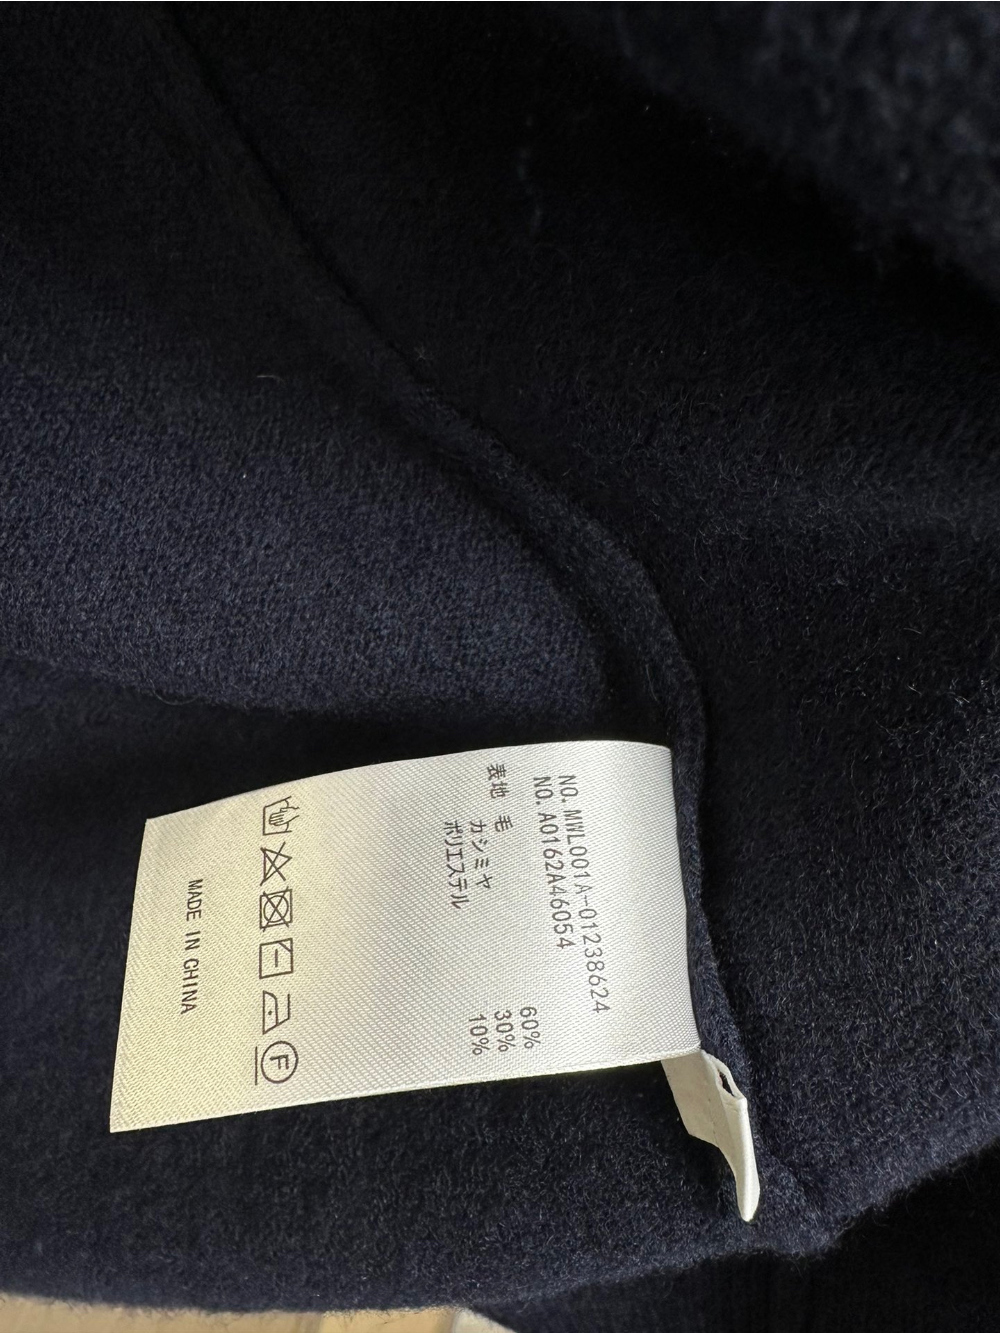 NO. MWL001A-01238624
NO. A0162A46054
表地 毛 60%
カシミヤ 30%
ポリエステル 10%
F
MADE IN CHINA